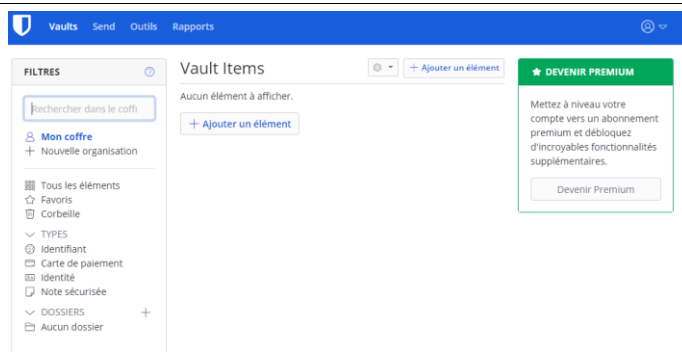 Vaults Send Outils Rapports
FILTRES
Rechercher dans le coffr
Mon coffre
Nouvelle organisation
Tous les éléments
Favoris
Corbeille
TYPES
Identifiant
Carte de paiement
Identité
Note sécurisée
DOSSIERS
Aucun dossier
Vault Items
Ajouter un élément
Aucun élément à afficher.
Ajouter un élément
DEVENIR PREMIUM
Mettez à niveau votre
compte vers un abonnement
premium et débloquez
d'incroyables fonctionnalités
supplémentaires.
Devenir Premium